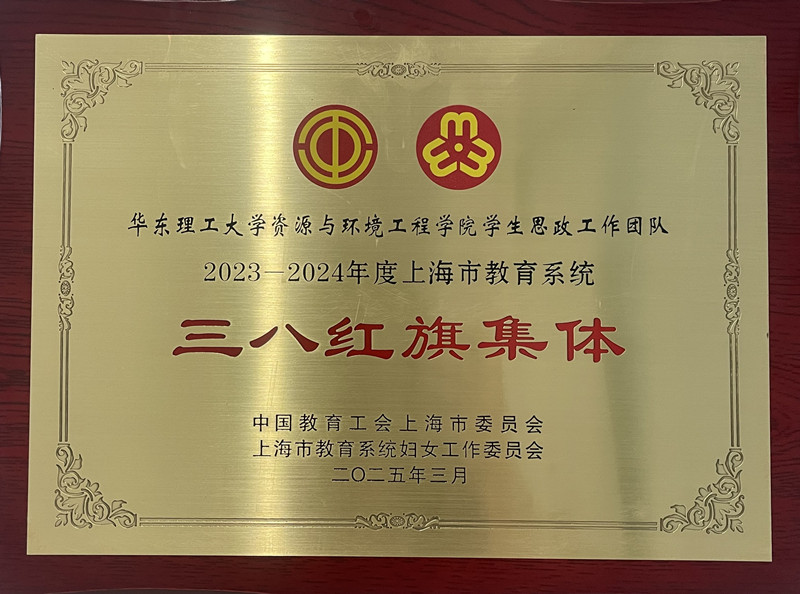 华东理工大学资源与环境工程学院学生思政工作团队
2023—2024年度上海市教育系统
三八红旗集体
中国教育工会上海市委员会
上海市教育系统妇女工作委员会
二〇二五年三月